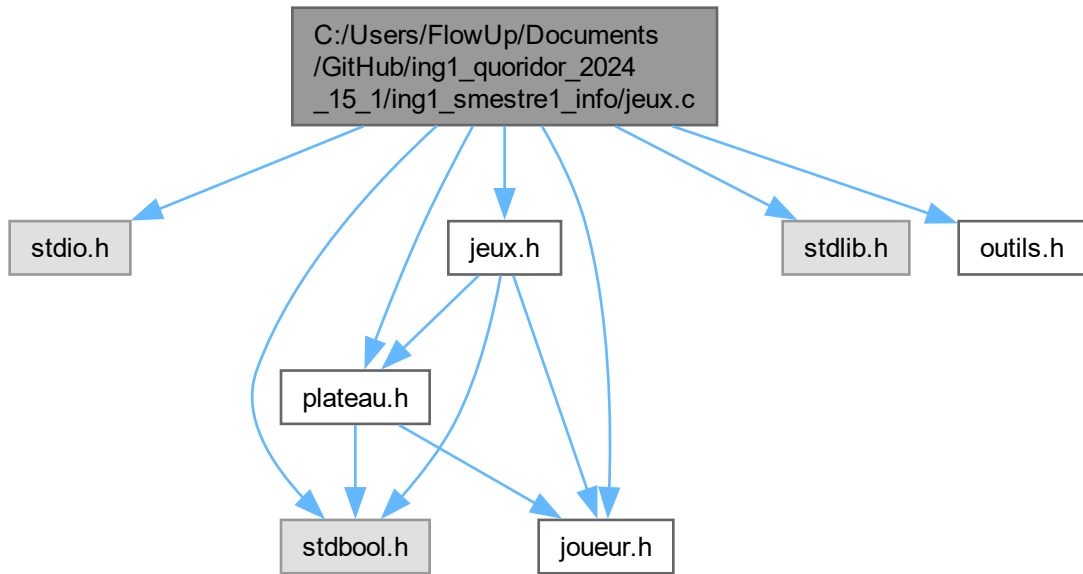 C:/Users/FlowUp/Documents
/GitHub/ing1_quoridor_2024
_15_1/ing1_smestre1_info/jeux.c
stdio.h
jeux.h
stdlib.h
outils.h
plateau.h
stdbool.h
joueur.h